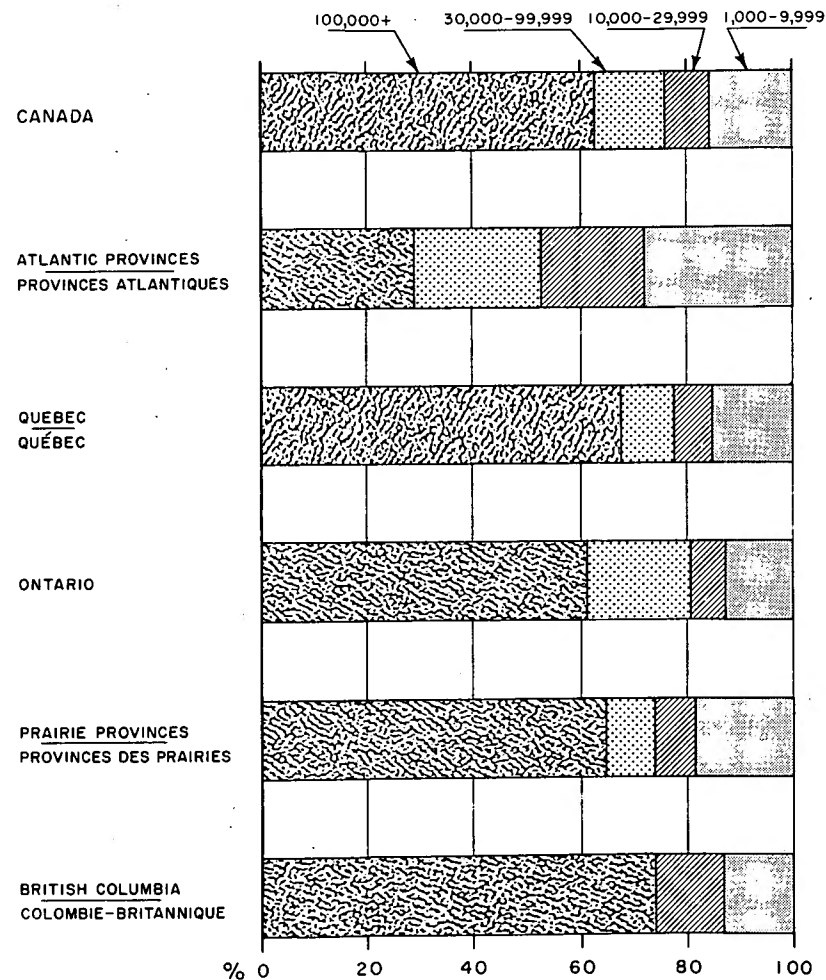 100,000+ 30,000-99,999 10,000-29,999 1,000-9,999
CANADA
ATLANTIC PROVINCES
PROVINCES ATLANTIQUES
QUEBEC
QUÉBEC
ONTARIO
PRAIRIE PROVINCES
PROVINCES DES PRAIRIES
BRITISH COLUMBIA
COLOMBIE-BRITANNIQUE
% 0 20 40 60 80 100